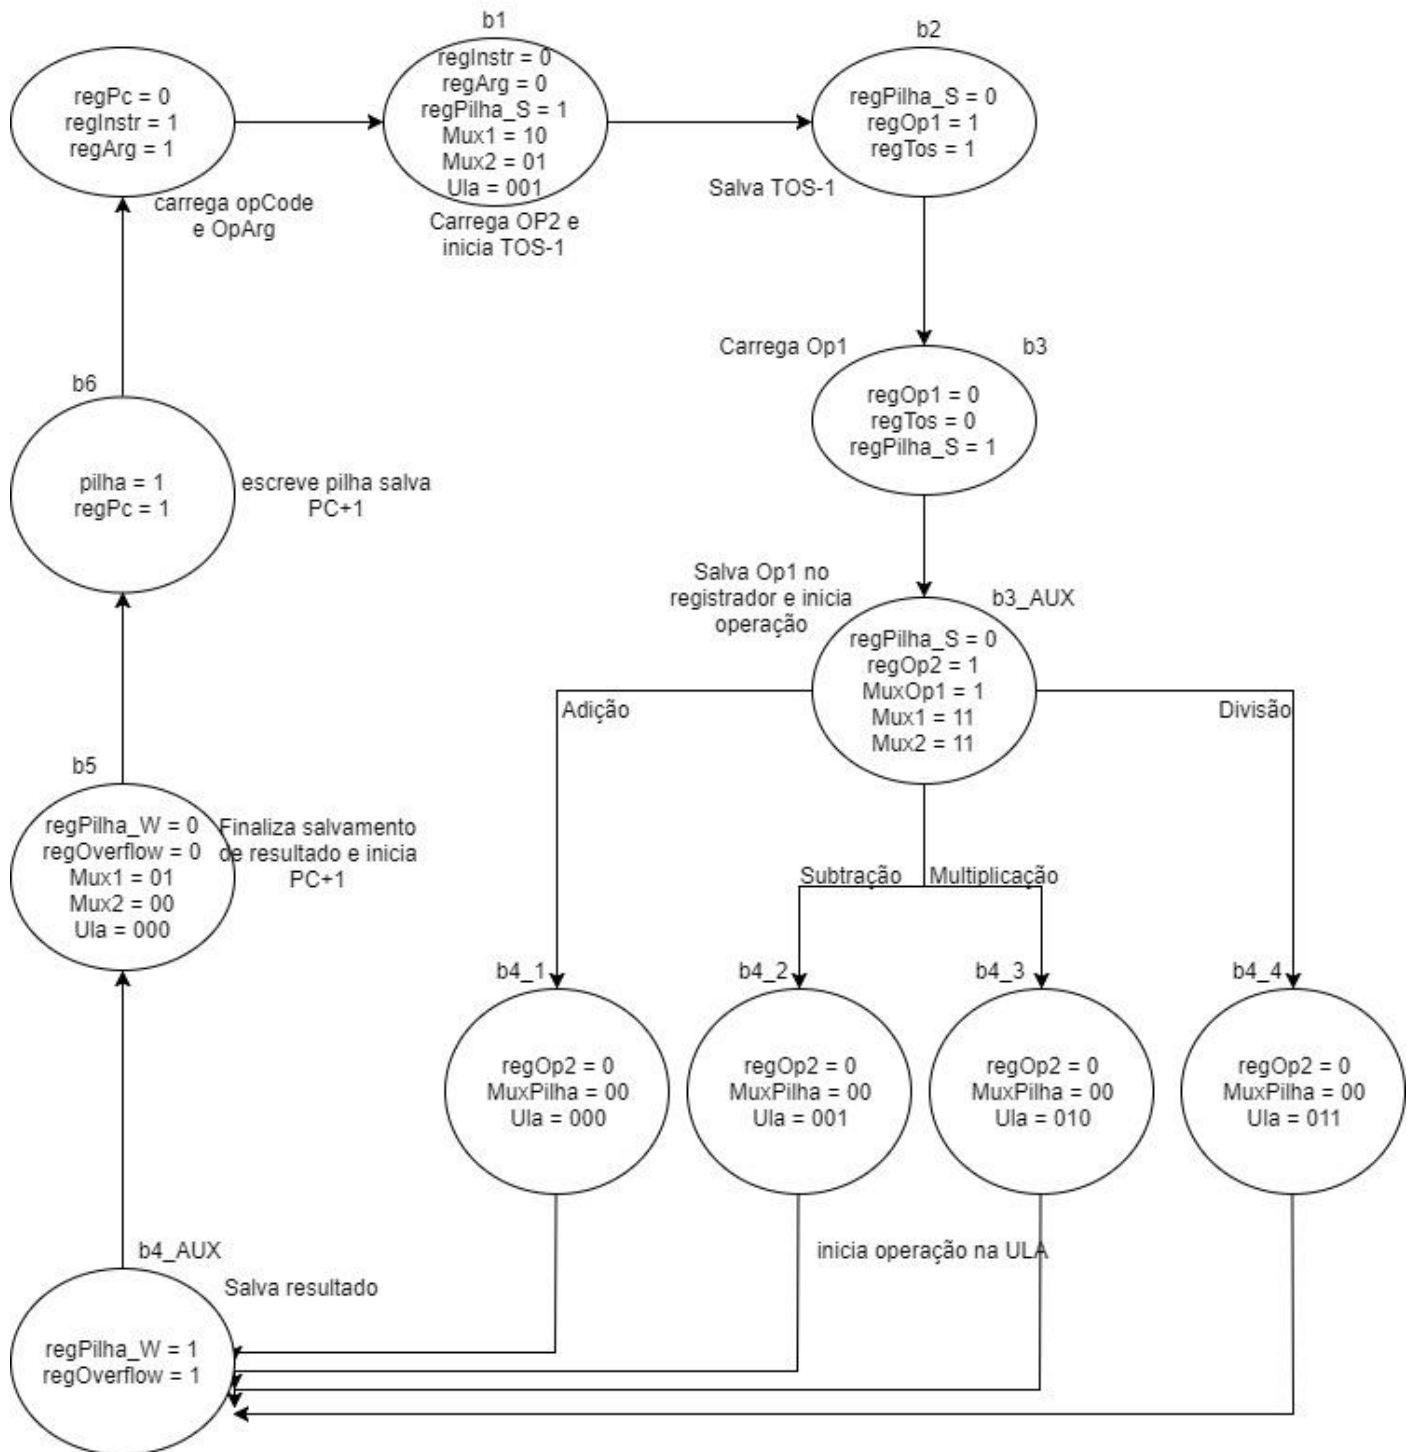 b1
b2
regPc = 0
regInstr = 1
regArg = 1
regInstr = 0
regArg = 0
regPilha_S = 1
Mux1 = 10
Mux2 = 01
Ula = 001
regPilha_S = 0
regOp1 = 1
regTos = 1
carrega opCode
e OpArg
Carrega OP2 e
inicia TOS-1
Salva TOS-1
Carrega Op1
b3
regOp1 = 0
regTos = 0
regPilha_S = 1
b6
pilha = 1
regPc = 1
escreve pilha salva
PC+1
Salva Op1 no
registrador e inicia
operação
b3_AUX
regPilha_S = 0
regOp2 = 1
MuxOp1 = 1
Mux1 = 11
Mux2 = 11
Adição
Divisão
Subtração
Multiplicação
b5
regPilha_W = 0
regOverflow = 0
Mux1 = 01
Mux2 = 00
Ula = 000
Finaliza salvamento
de resultado e inicia
PC+1
b4_1
b4_2
b4_3
b4_4
regOp2 = 0
MuxPilha = 00
Ula = 000
regOp2 = 0
MuxPilha = 00
Ula = 001
regOp2 = 0
MuxPilha = 00
Ula = 010
regOp2 = 0
MuxPilha = 00
Ula = 011
inicia operação na ULA
b4_AUX
Salva resultado
regPilha_W = 1
regOverflow = 1